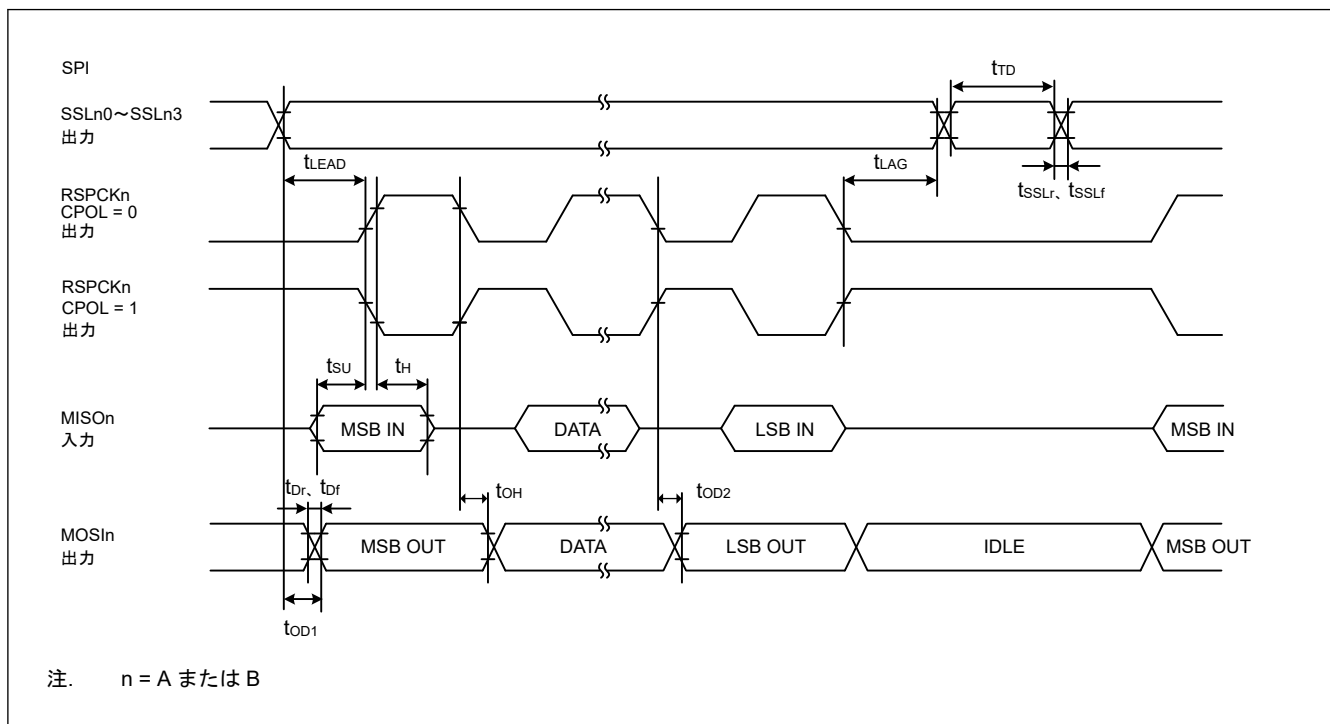 SPI
SSLn0~SSLn3
出力
tTD
tLEAD
tLAG
tSSLr、tSSLf
RSPCKn
CPOL = 0
出力
RSPCKn
CPOL = 1
出力
tSU
tH
MISOn
入力
MSB IN
DATA
LSB IN
MSB IN
tDr、tDf
tOH
tOD2
MOSIn
出力
MSB OUT
DATA
LSB OUT
IDLE
MSB OUT
tOD1
注. n = A または B